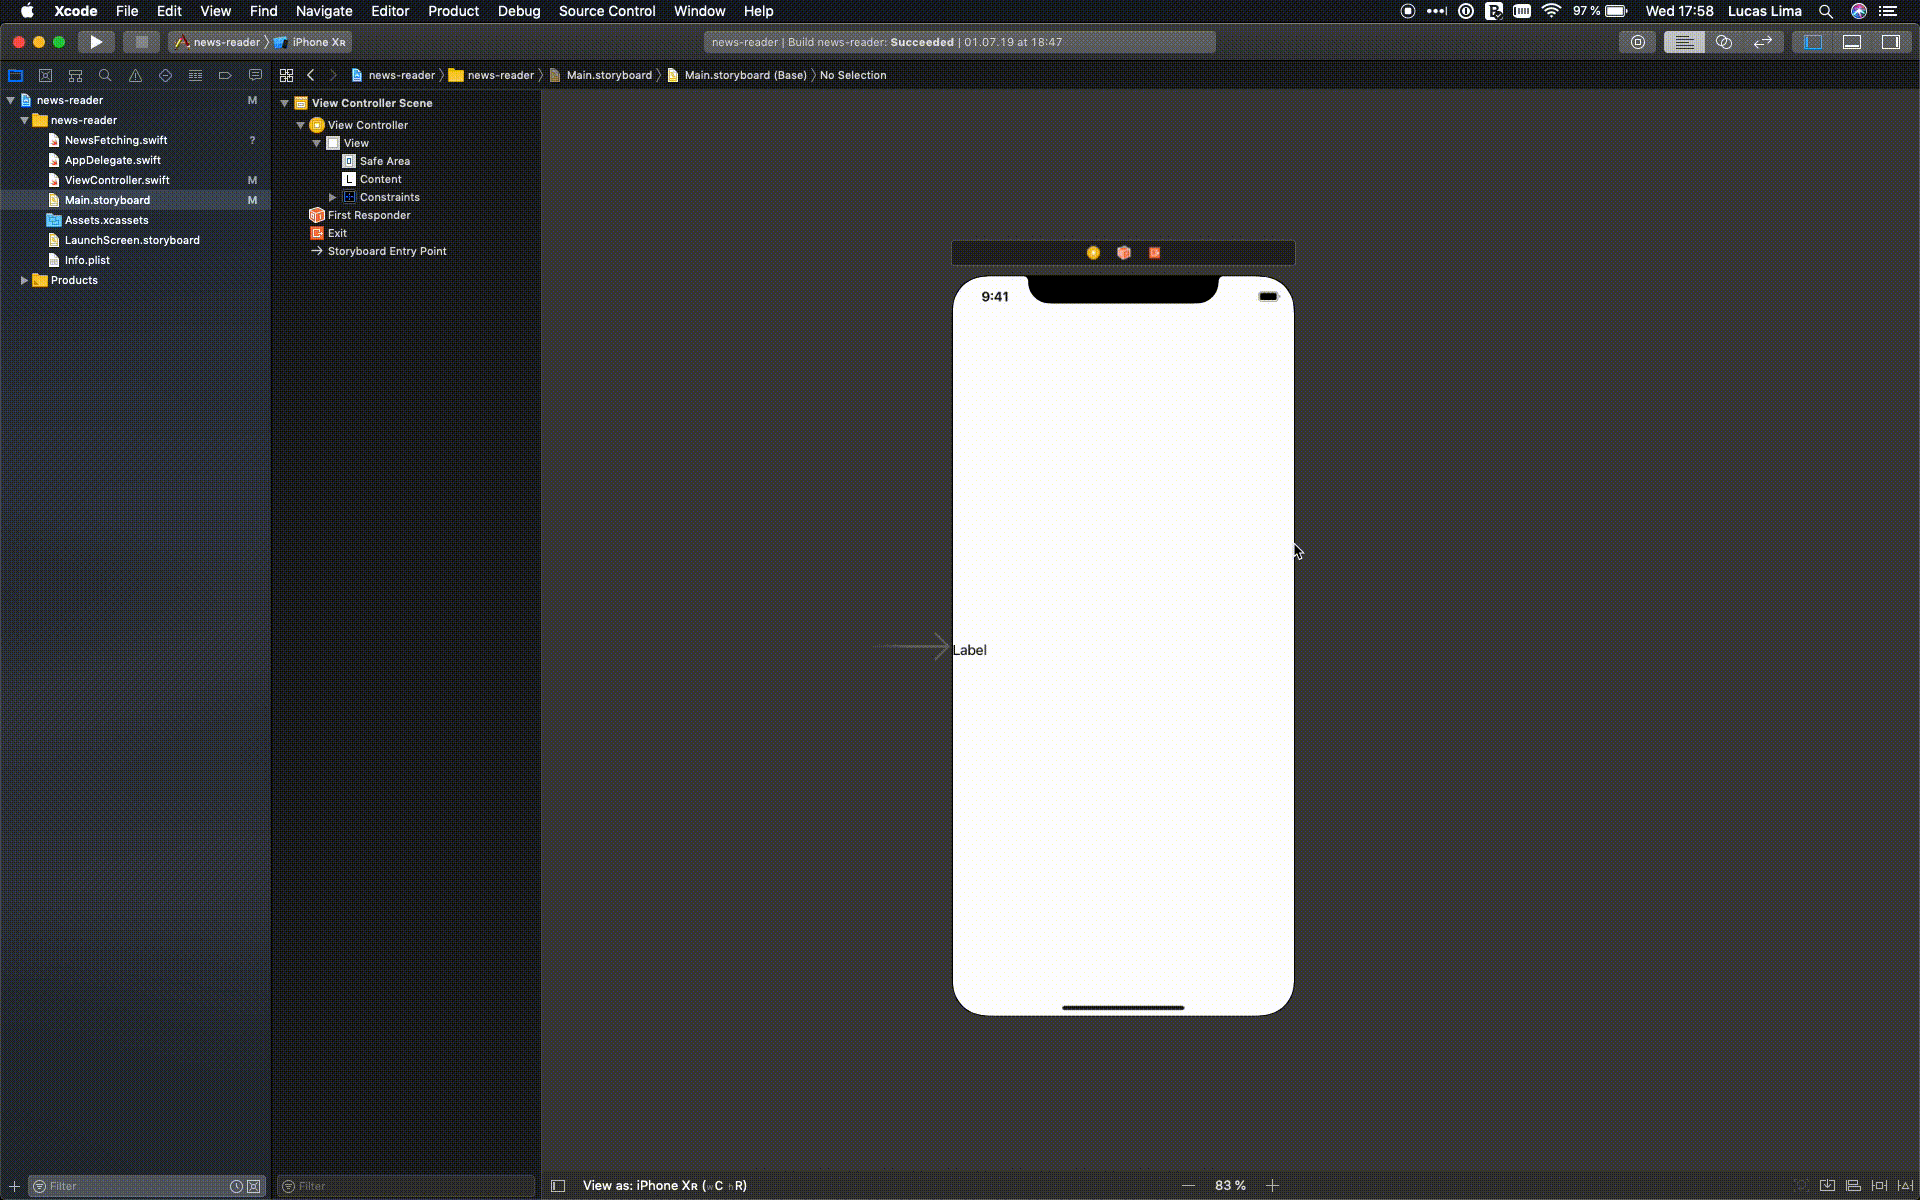 Xcode File Edit View Find Navigate Editor Product Debug Source Control Window Help 97 % Wed 17:58 Lucas Lima
news-reader iPhone XR news-reader | Build news-reader: Succeeded | 01.07.19 at 18:47
news-reader news-reader Main.storyboard Main.storyboard (Base) No Selection
news-reader M
news-reader
NewsFetching.swift ?
AppDelegate.swift
ViewController.swift M
Main.storyboard M
Assets.xcassets
LaunchScreen.storyboard
Info.plist
Products
View Controller Scene
View Controller
View
Safe Area
L Content
Constraints
First Responder
Exit
Storyboard Entry Point
9:41
Label
Filter
Filter
View as: iPhone XR (wC hR)
83 %